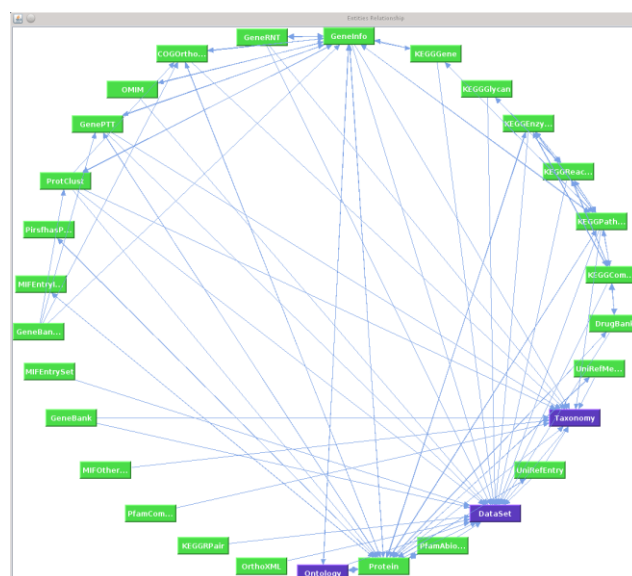 Entities Relationship
GeneRNT
GeneInfo
COGOrtho...
KEGGGene
OMIM
KEGGGlycan
GenePTT
KEGGEnzy...
ProtClust
KEGGReac...
PirsfhasP...
KEGGPath...
MIFEntryI...
KEGGCom...
GeneBan...
DrugBank
MIFEntrySet
UniRefMe...
GeneBank
Taxonomy
MIFOther...
UniRefEntry
PfamCom...
DataSet
KEGGRPair
PfamAbio...
OrthoXML
Protein
Ontology